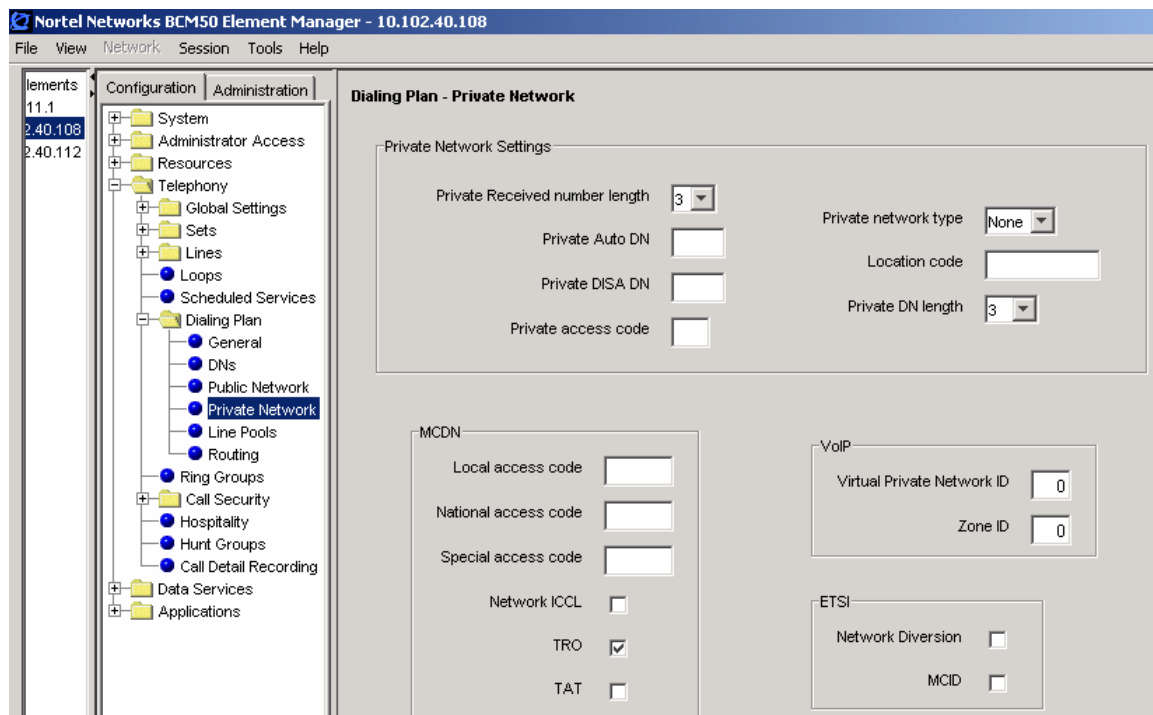 Nortel Networks BCM50 Element Manager - 10.102.40.108
File View Network Session Tools Help
lements
11.1
2.40.108
2.40.112
Configuration
Administration
System
Administrator Access
Resources
Telephony
Global Settings
Sets
Lines
Loops
Scheduled Services
Dialing Plan
General
DNs
Public Network
Private Network
Line Pools
Routing
Ring Groups
Call Security
Hospitality
Hunt Groups
Call Detail Recording
Data Services
Applications
Dialing Plan - Private Network
Private Network Settings
Private Received number length 3
Private Auto DN
Private DISA DN
Private access code
Private network type None
Location code
Private DN length 3
MCDN
Local access code
National access code
Special access code
Network ICCL
TRO
TAT
VoIP
Virtual Private Network ID 0
Zone ID 0
ETSI
Network Diversion
MCID